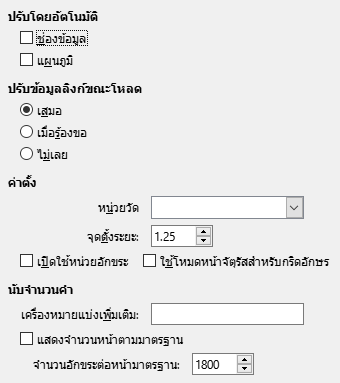 ปรับโดยอัตโนมัติ
ช่องข้อมูล
แผนภูมิ
ปรับข้อมูลลิงก์ขณะโหลด
เสมอ
เมื่อร้องขอ
ไม่เลย
ค่าตั้ง
หน่วยวัด
จุดตั้งระยะ: 1.25
เปิดใช้หน่วยอักขระ ใช้โหมดหน้าจัตุรัสสำหรับกริดอักษร
นับจำนวนคำ
เครื่องหมายแบ่งเพิ่มเติม:
แสดงจำนวนหน้าตามมาตรฐาน
จำนวนอักขระต่อหน้ามาตรฐาน: 1800